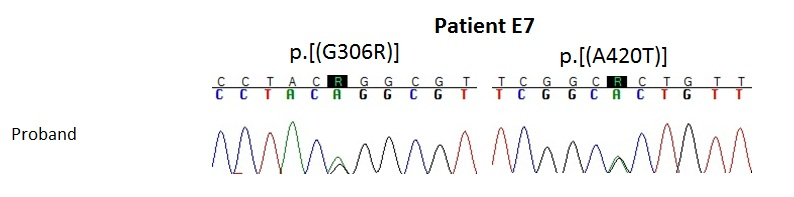 Patient E7
p.[(G306R)] p.[(A420T)]
C C T A C R G G C G T T C G G C R C T G T T
C C T A C A G G C G T T C G G C A C T G T T
Proband